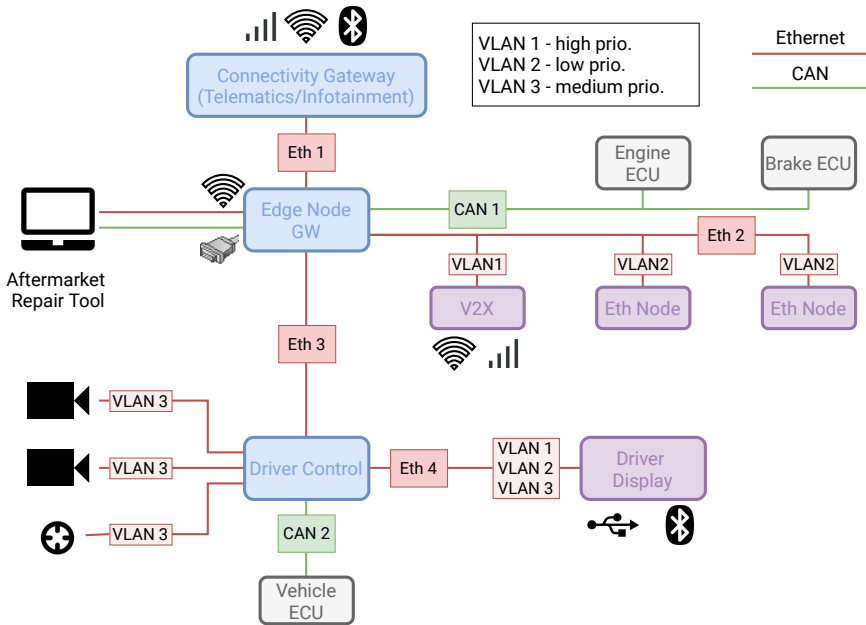 VLAN 1 - high prio.
VLAN 2 - low prio.
VLAN 3 - medium prio.
Ethernet
CAN
Connectivity Gateway
(Telematics/Infotainment)
Eth 1
Engine
ECU
Brake ECU
Edge Node
GW
CAN 1
Eth 2
Aftermarket
Repair Tool
VLAN1
VLAN2
VLAN2
V2X
Eth Node
Eth Node
Eth 3
VLAN 3
VLAN 3
VLAN 3
Driver Control
Eth 4
VLAN 1
VLAN 2
VLAN 3
Driver
Display
CAN 2
Vehicle
ECU